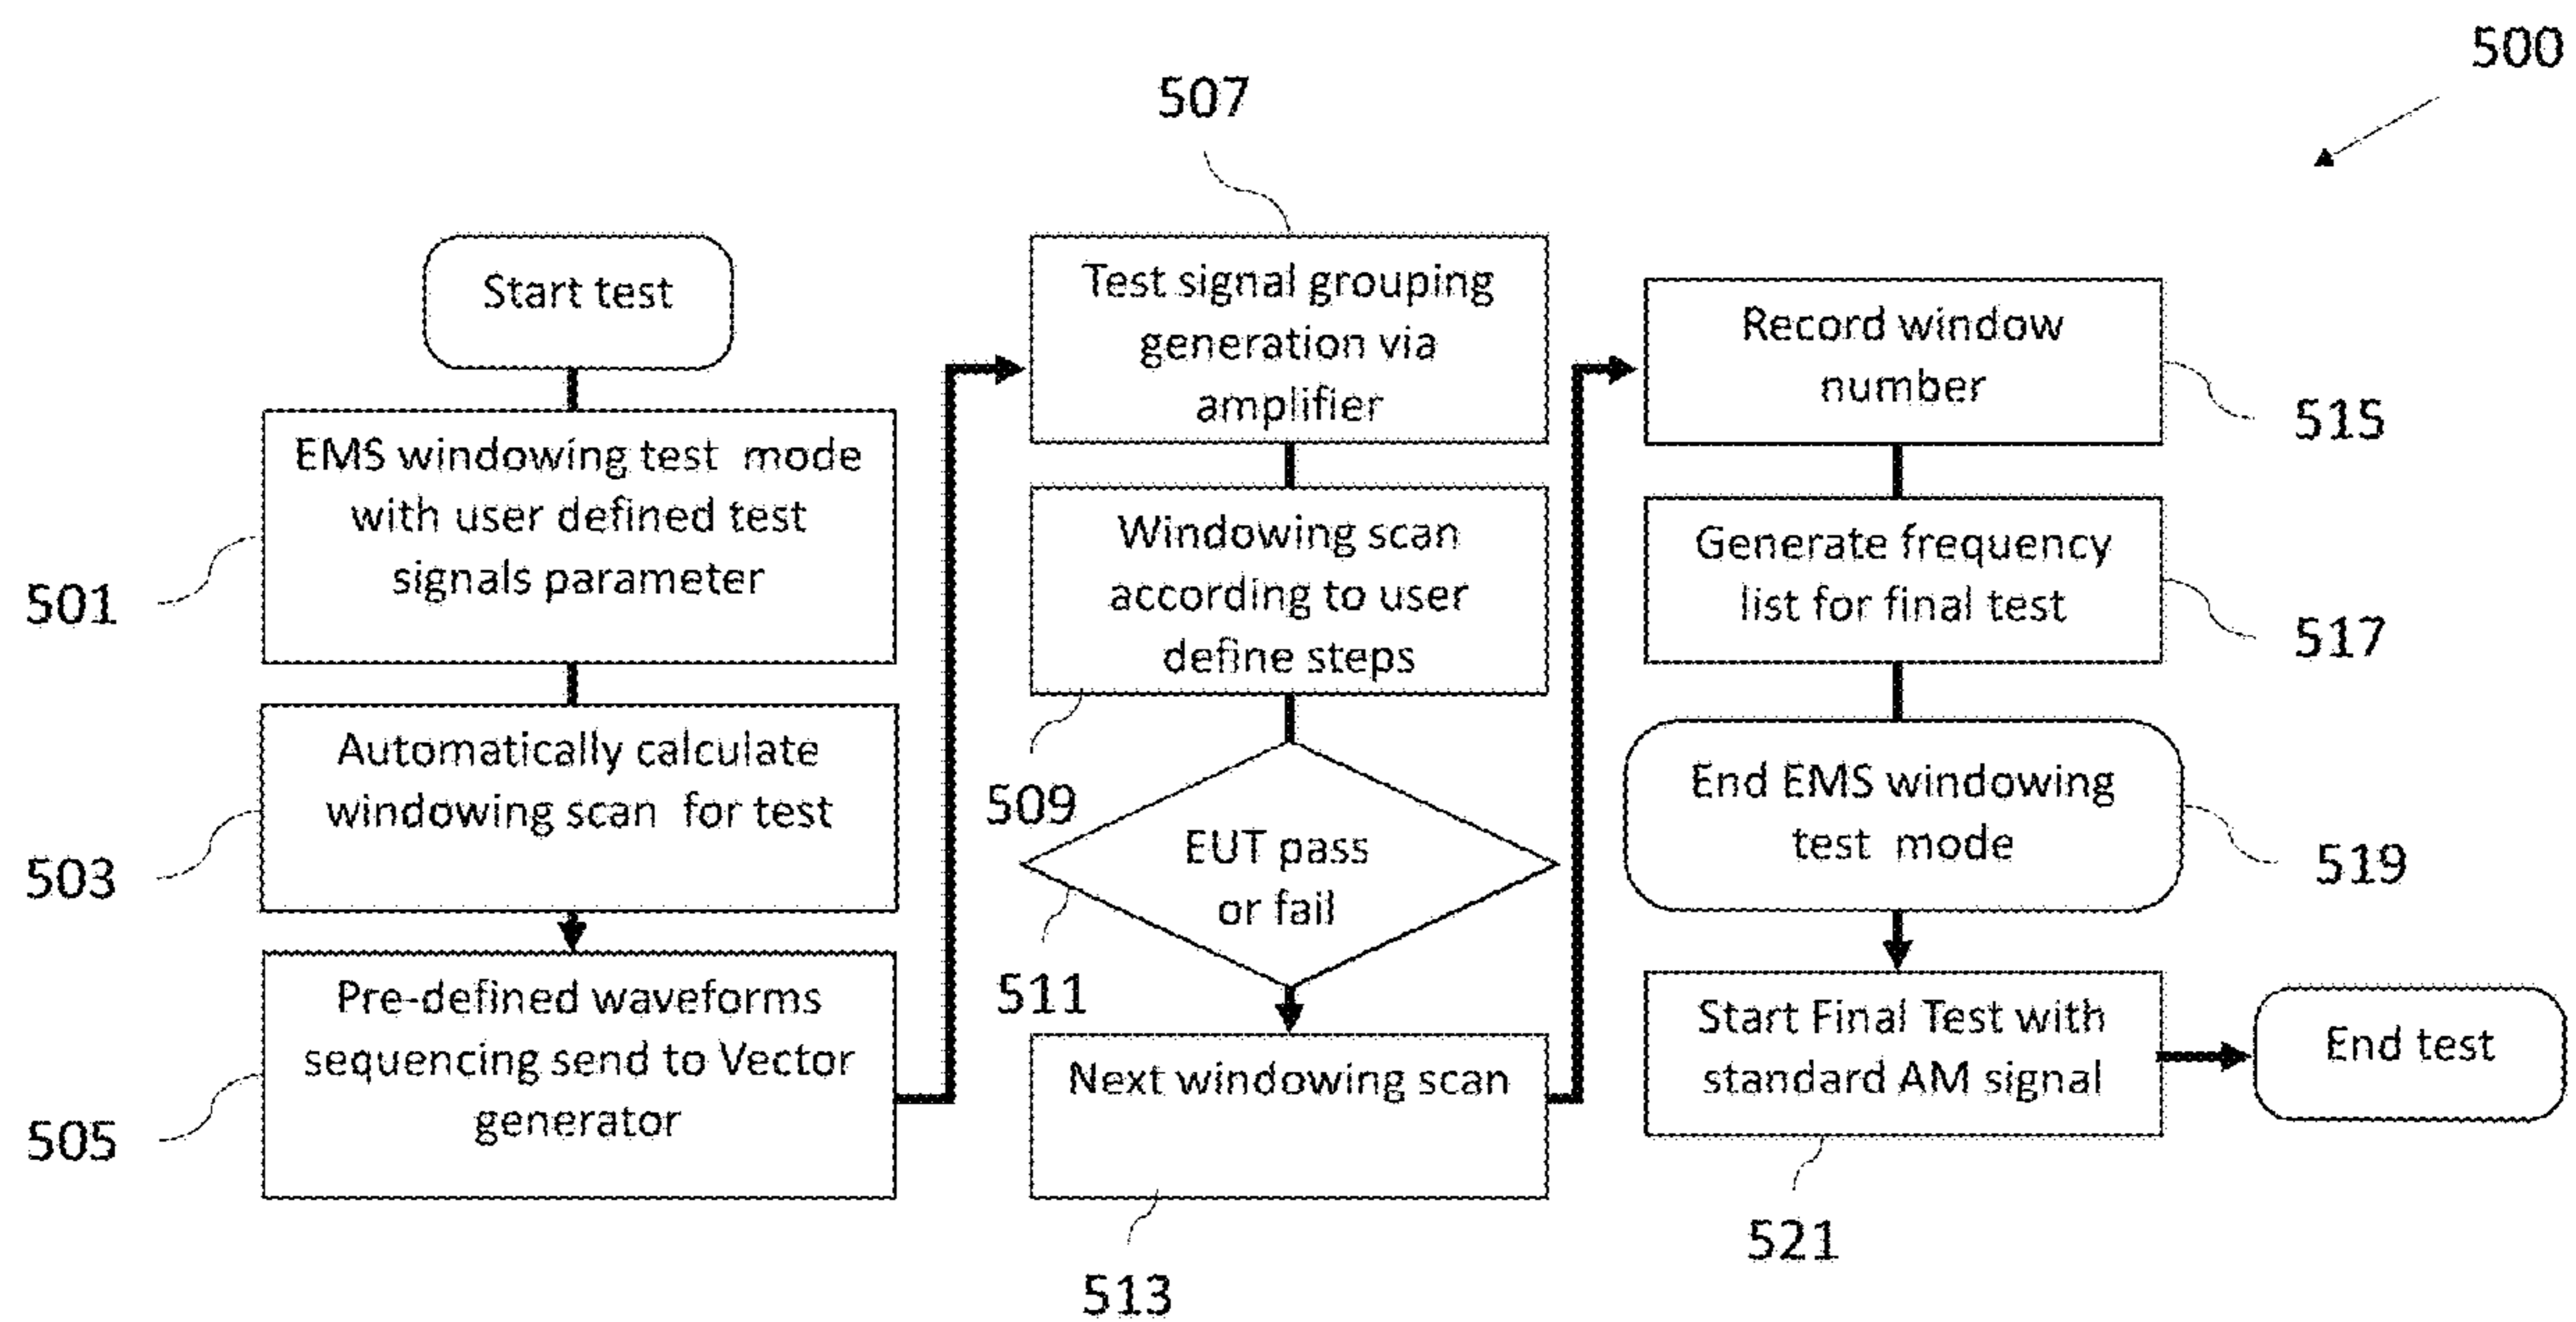 500
Start test
EMS windowing test mode
with user defined test
signals parameter
501
Automatically calculate
windowing scan for test
503
Pre-defined waveforms
sequencing send to Vector
generator
505
507
Test signal grouping
generation via
amplifier
Windowing scan
according to user
define steps
509
EUT pass
or fail
511
Next windowing scan
513
Record window
number
515
Generate frequency
list for final test
517
End EMS windowing
test mode
519
Start Final Test with
standard AM signal
521
End test